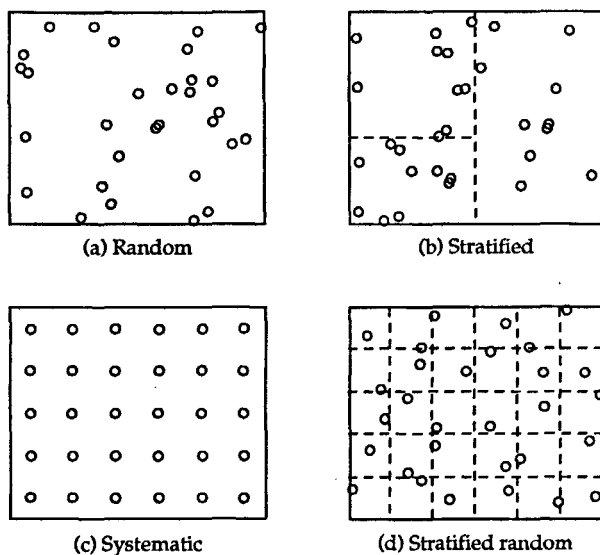 (a) Random
(b) Stratified
(c) Systematic
(d) Stratified random